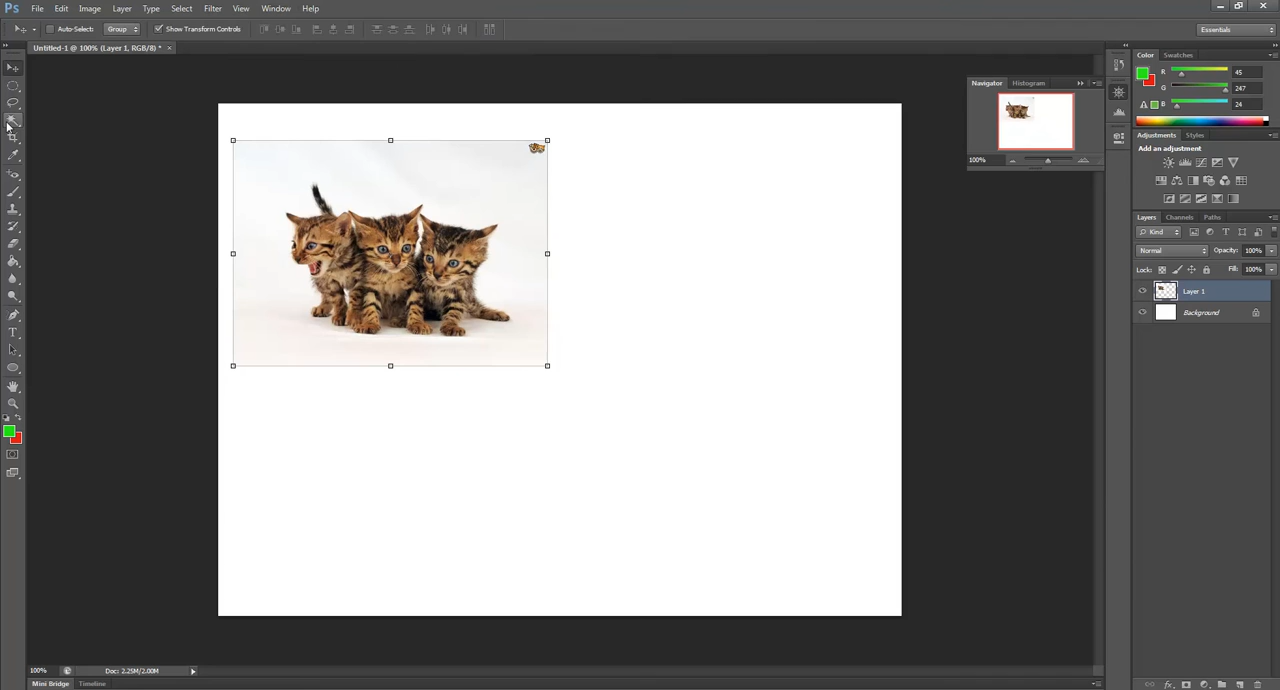 Ps File Edit Image Layer Type Select Filter View Window Help
Auto-Select: Group Show Transform Controls Essentials
Untitled-1 @ 100% (Layer 1, RGB/8) * ×
Color Swatches
R 45
G 247
B 24
Navigator Histogram
100%
Adjustments Styles
Add an adjustment
Layers Channels Paths
Kind
Normal Opacity: 100%
Lock: Fill: 100%
Layer 1
Background
100% Doc: 2.25M/2.00M
Mini Bridge Timeline